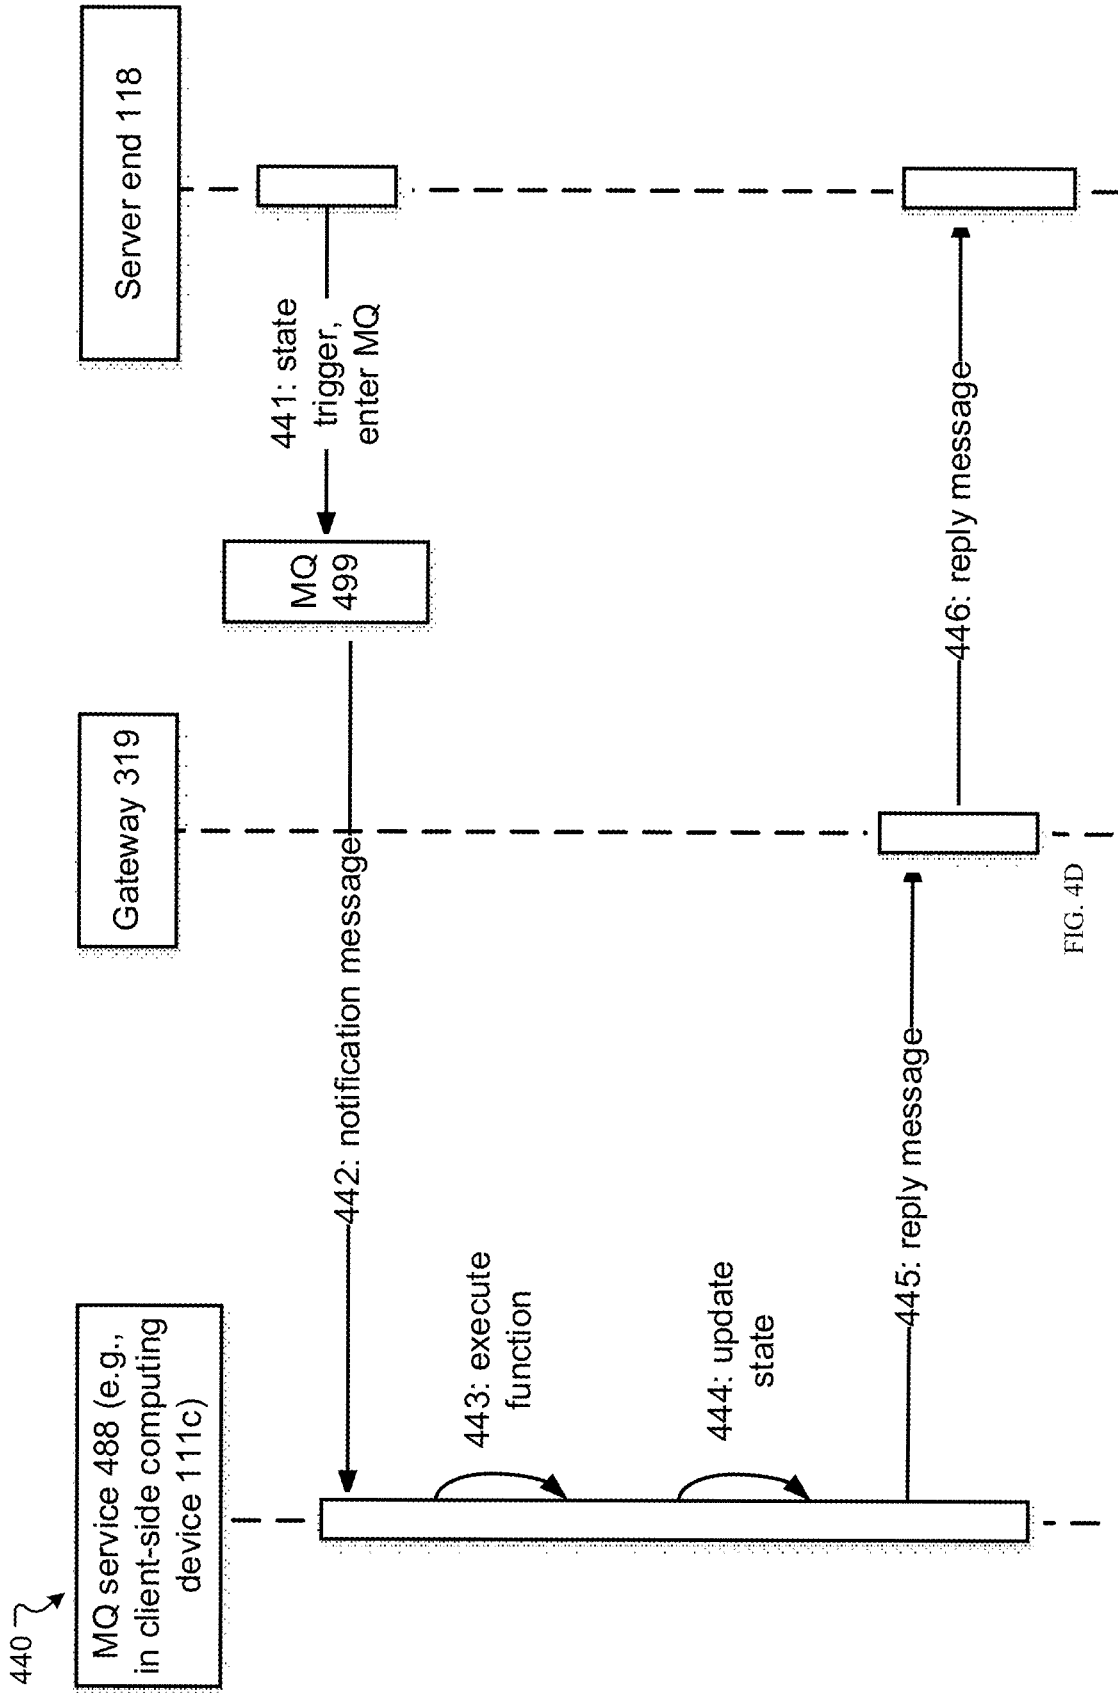 440
MQ service 488 (e.g.,
in client-side computing
device 111c)
Gateway 319
Server end 118
441: state
trigger,
enter MQ
MQ
499
442: notification message
443: execute
function
444: update
state
445: reply message
446: reply message
FIG. 4D